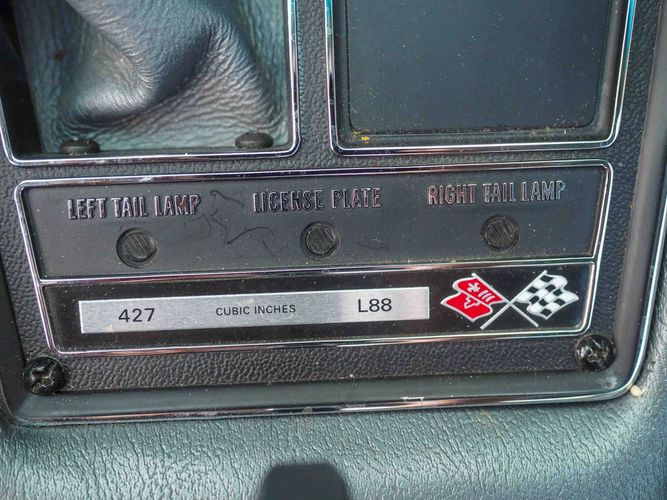 LEFT TAIL LAMP LICENSE PLATE RIGHT TAIL LAMP
427 CUBIC INCHES L88